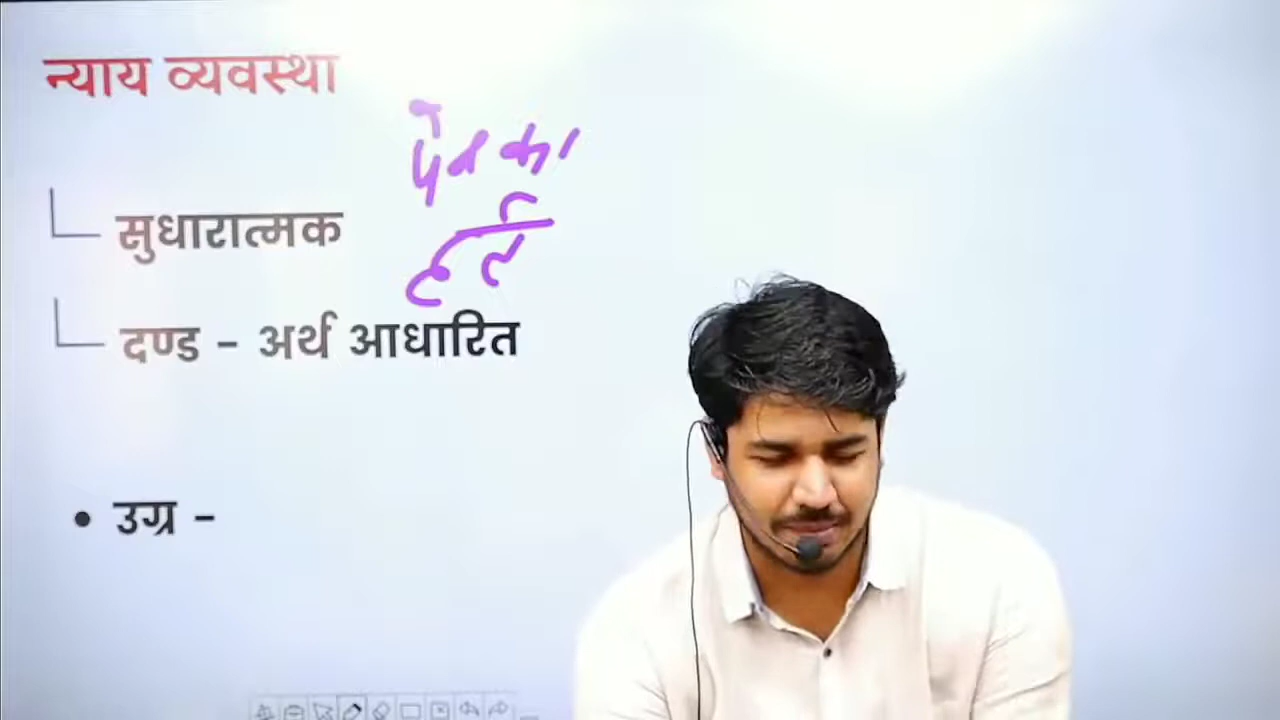 न्याय व्यवस्था
सुधारात्मक
दण्ड - अर्थ आधारित
• उग्र -